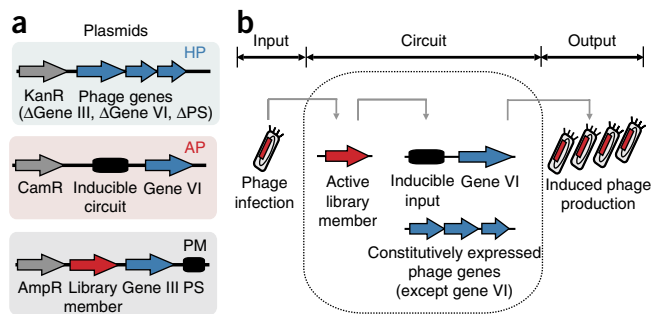 a
Plasmids
HP
KanR Phage genes
(ΔGene III, ΔGene VI, ΔPS)
AP
CamR Inducible Gene VI
circuit
PM
AmpR Library Gene III PS
member
b
Input Circuit Output
Phage
infection
Active
library
member
Inducible
input
Gene VI
Constitutively expressed
phage genes
(except gene VI)
Induced phage
production